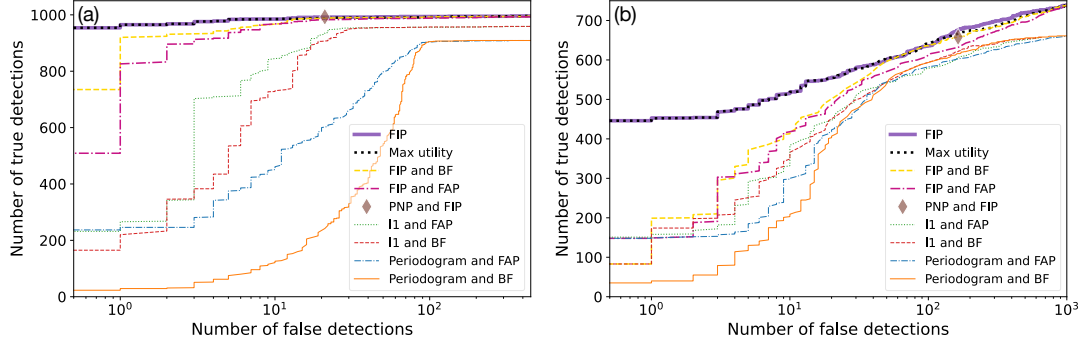 (a)
Number of true detections
1000
800
600
400
200
0
10^0
10^1
10^2
Number of false detections
FIP
Max utility
FIP and BF
FIP and FAP
PNP and FIP
l1 and FAP
l1 and BF
Periodogram and FAP
Periodogram and BF
(b)
Number of true detections
700
600
500
400
300
200
100
0
10^0
10^1
10^2
10^3
Number of false detections
FIP
Max utility
FIP and BF
FIP and FAP
PNP and FIP
l1 and FAP
l1 and BF
Periodogram and FAP
Periodogram and BF